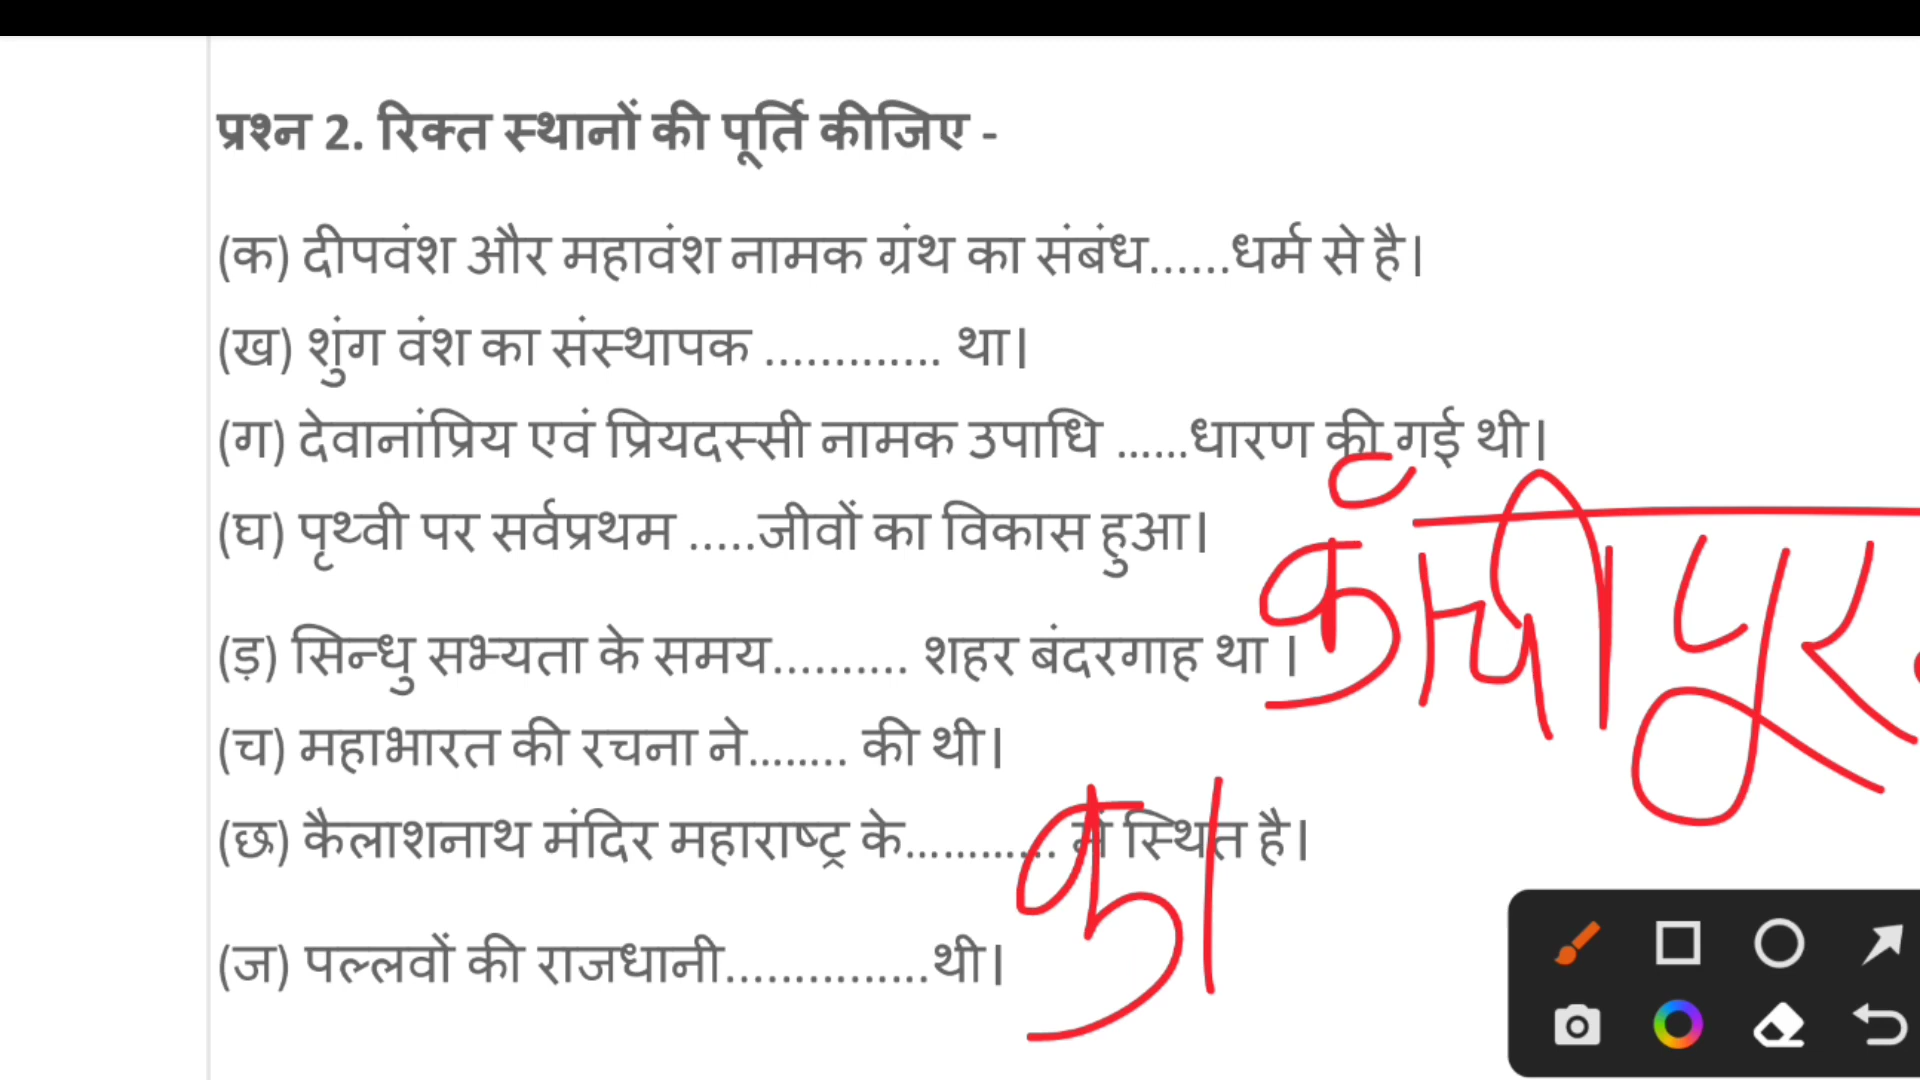 प्रश्न 2. रिक्त स्थानों की पूर्ति कीजिए -
(क) दीपवंश और महावंश नामक ग्रंथ का संबंध......धर्म से है।
(ख) शुंग वंश का संस्थापक ............. था।
(ग) देवानांप्रिय एवं प्रियदस्सी नामक उपाधि ......धारण की गई थी।
(घ) पृथ्वी पर सर्वप्रथम .....जीवों का विकास हुआ।
काँचीपुर
(ड़) सिन्धु सभ्यता के समय.......... शहर बंदरगाह था ।
(च) महाभारत की रचना ने........ की थी।
(छ) कैलाशनाथ मंदिर महाराष्ट्र के............ में स्थित है।
का
(ज) पल्लवों की राजधानी...............थी।